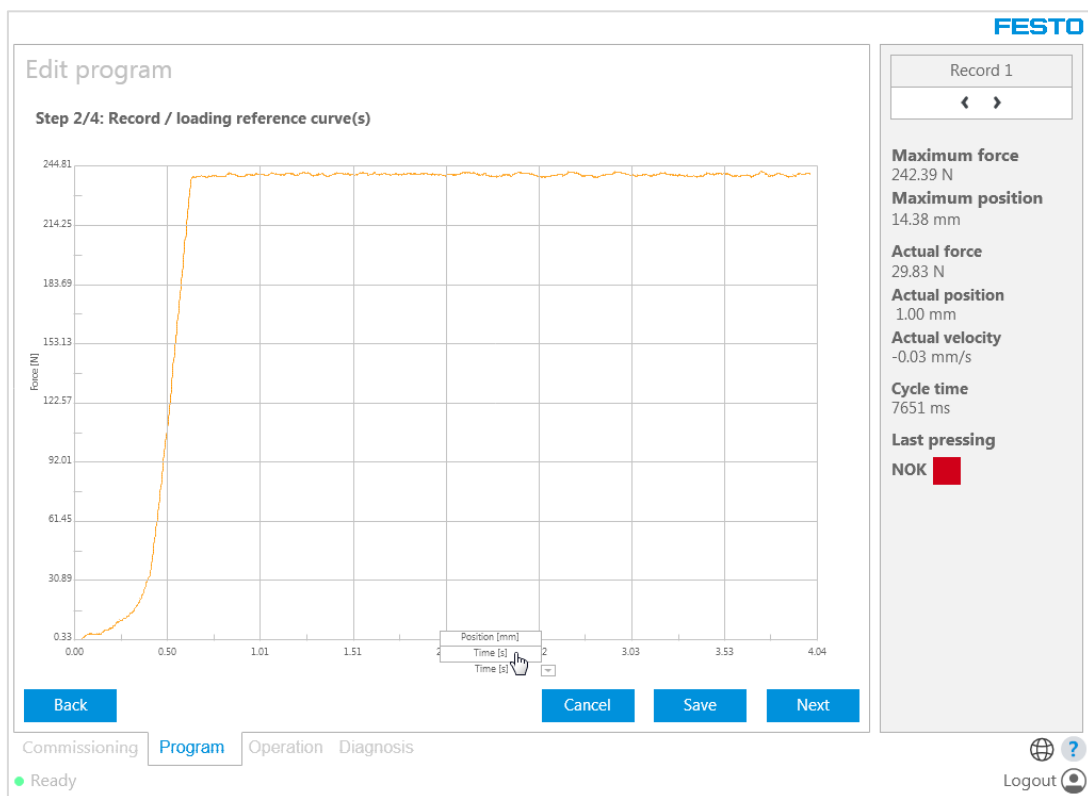 FESTO
Edit program
Step 2/4: Record / loading reference curve(s)
244.81
214.25
183.69
153.13
122.57
92.01
61.45
30.89
0.33
Force [N]
0.00 0.50 1.01 1.51 2 2 3.03 3.53 4.04
Position [mm]
Time [s]
Time [s]
Back Cancel Save Next
Record 1
Maximum force
242.39 N
Maximum position
14.38 mm
Actual force
29.83 N
Actual position
1.00 mm
Actual velocity
-0.03 mm/s
Cycle time
7651 ms
Last pressing
NOK
Commissioning Program Operation Diagnosis
?
Ready
Logout